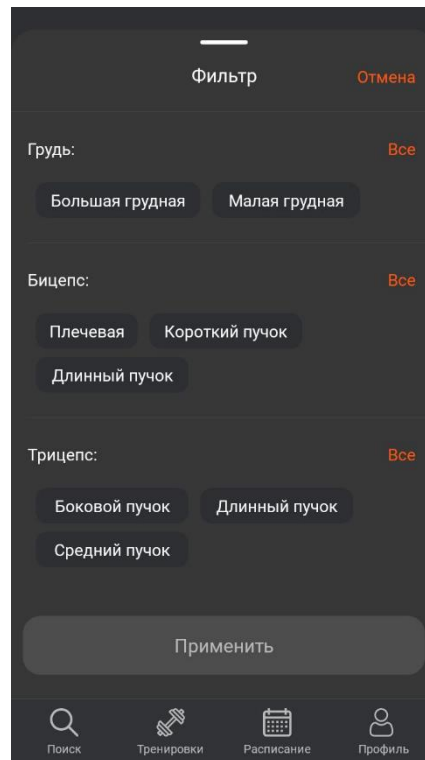 Фильтр Отмена
Грудь: Все
Большая грудная Малая грудная
Бицепс: Все
Плечевая Короткий пучок
Длинный пучок
Трицепс: Все
Боковой пучок Длинный пучок
Средний пучок
Применить
Поиск Тренировки Расписание Профиль